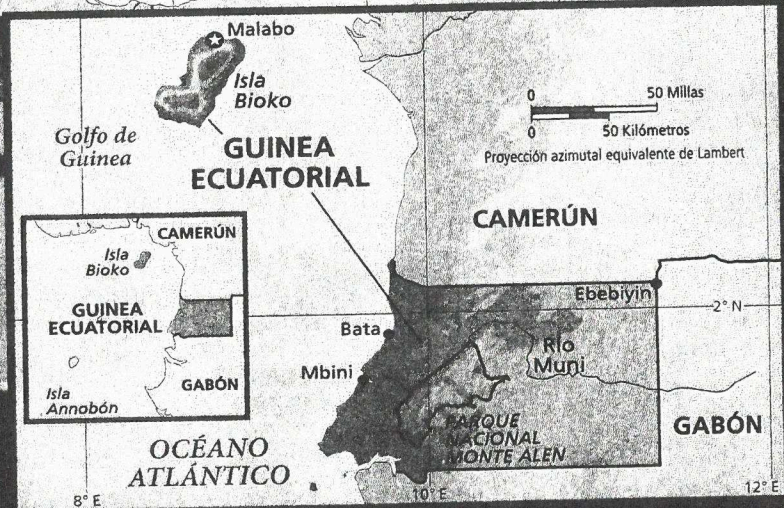 Malabo
Isla
Bioko
Golfo de
Guinea
GUINEA
ECUATORIAL
0 50 Millas
0 50 Kilómetros
Proyección azimutal equivalente de Lambert
CAMERÚN
CAMERÚN
Isla
Bioko
GUINEA
ECUATORIAL
GABÓN
Isla
Annobón
Ebebiyin
2° N
Bata
Mbini
Río
Muni
PARQUE
NACIONAL
MONTE ALEN
GABÓN
OCÉANO
ATLÁNTICO
8° E
10° E
12° E